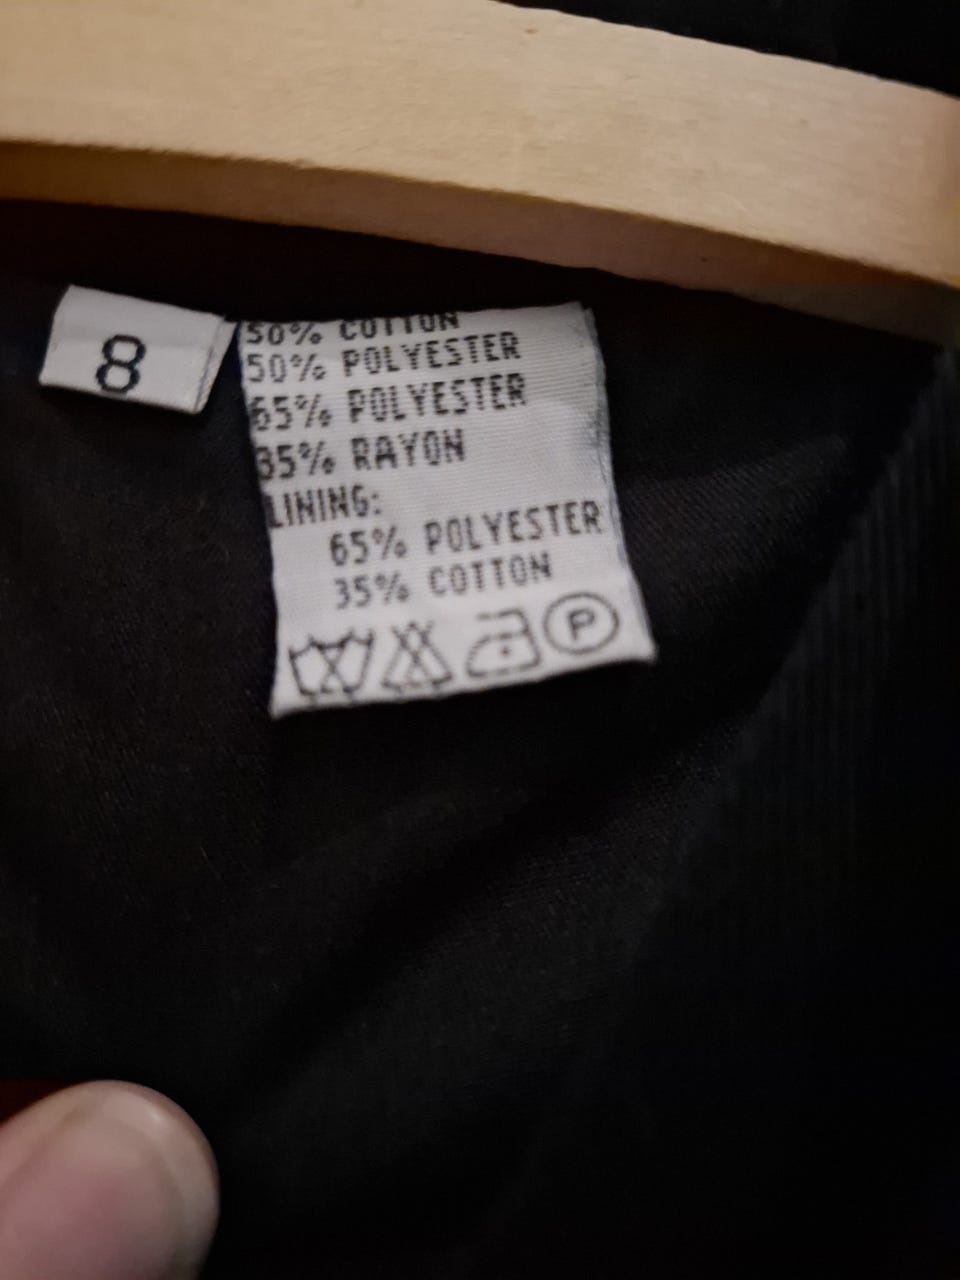 8
50% COTTON
50% POLYESTER
65% POLYESTER
35% RAYON
LINING:
65% POLYESTER
35% COTTON
P